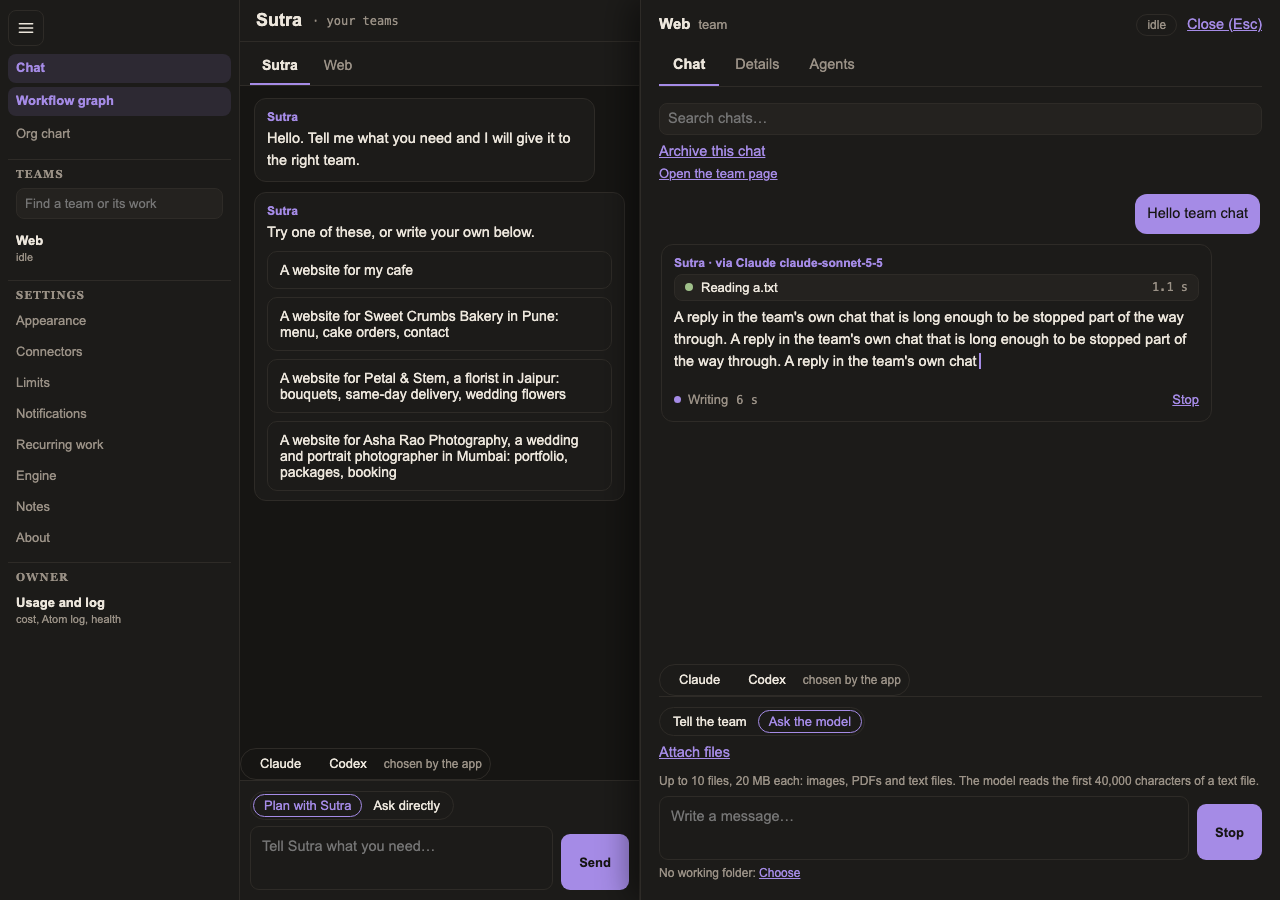 Chat
Workflow graph
Org chart
TEAMS
Find a team or its work
Web
idle
SETTINGS
Appearance
Connectors
Limits
Notifications
Recurring work
Engine
Notes
About
OWNER
Usage and log
cost, Atom log, health
Sutra · your teams
Sutra Web
Sutra
Hello. Tell me what you need and I will give it to
the right team.
Sutra
Try one of these, or write your own below.
A website for my cafe
A website for Sweet Crumbs Bakery in Pune:
menu, cake orders, contact
A website for Petal & Stem, a florist in Jaipur:
bouquets, same-day delivery, wedding flowers
A website for Asha Rao Photography, a wedding
and portrait photographer in Mumbai: portfolio,
packages, booking
Claude Codex chosen by the app
Plan with Sutra Ask directly
Tell Sutra what you need…
Send
Web team idle Close (Esc)
Chat Details Agents
Search chats…
Archive this chat
Open the team page
Hello team chat
Sutra · via Claude claude-sonnet-5-5
Reading a.txt 1.1 s
A reply in the team's own chat that is long enough to be stopped part of the way
through. A reply in the team's own chat that is long enough to be stopped part of
the way through. A reply in the team's own chat
Writing 6 s Stop
Claude Codex chosen by the app
Tell the team Ask the model
Attach files
Up to 10 files, 20 MB each: images, PDFs and text files. The model reads the first 40,000 characters of a text file.
Write a message…
Stop
No working folder: Choose